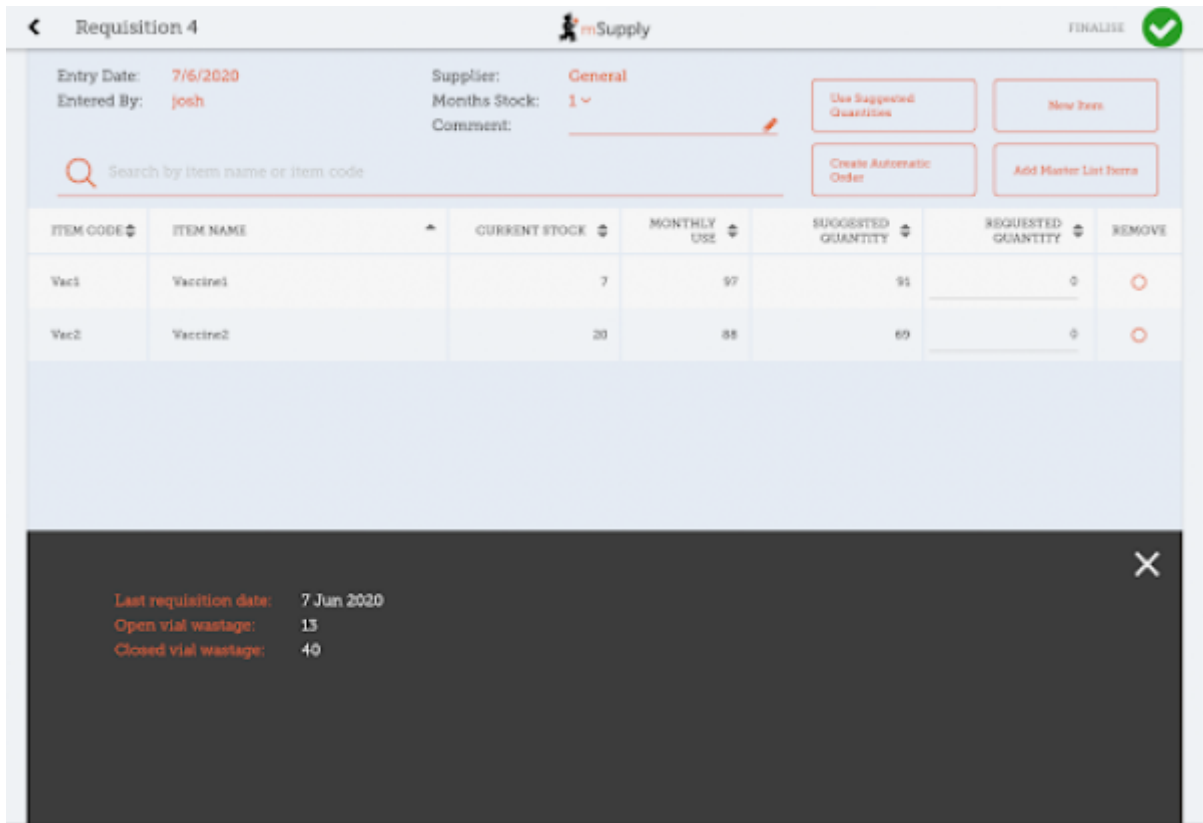 Requisition 4
mSupply
FINALISE
Entry Date: 7/6/2020
Entered By: josh
Supplier: General
Months Stock: 1
Comment:
Use Suggested Quantities
New Item
Search by item name or item code
Create Automatic Order
Add Master List Items
ITEM CODE ITEM NAME CURRENT STOCK MONTHLY USE SUGGESTED QUANTITY REQUESTED QUANTITY REMOVE
Vac1 Vaccine1 7 97 91 0
Vac2 Vaccine2 20 88 69 0
Last requisition date: 7 Jun 2020
Open vial wastage: 13
Closed vial wastage: 40